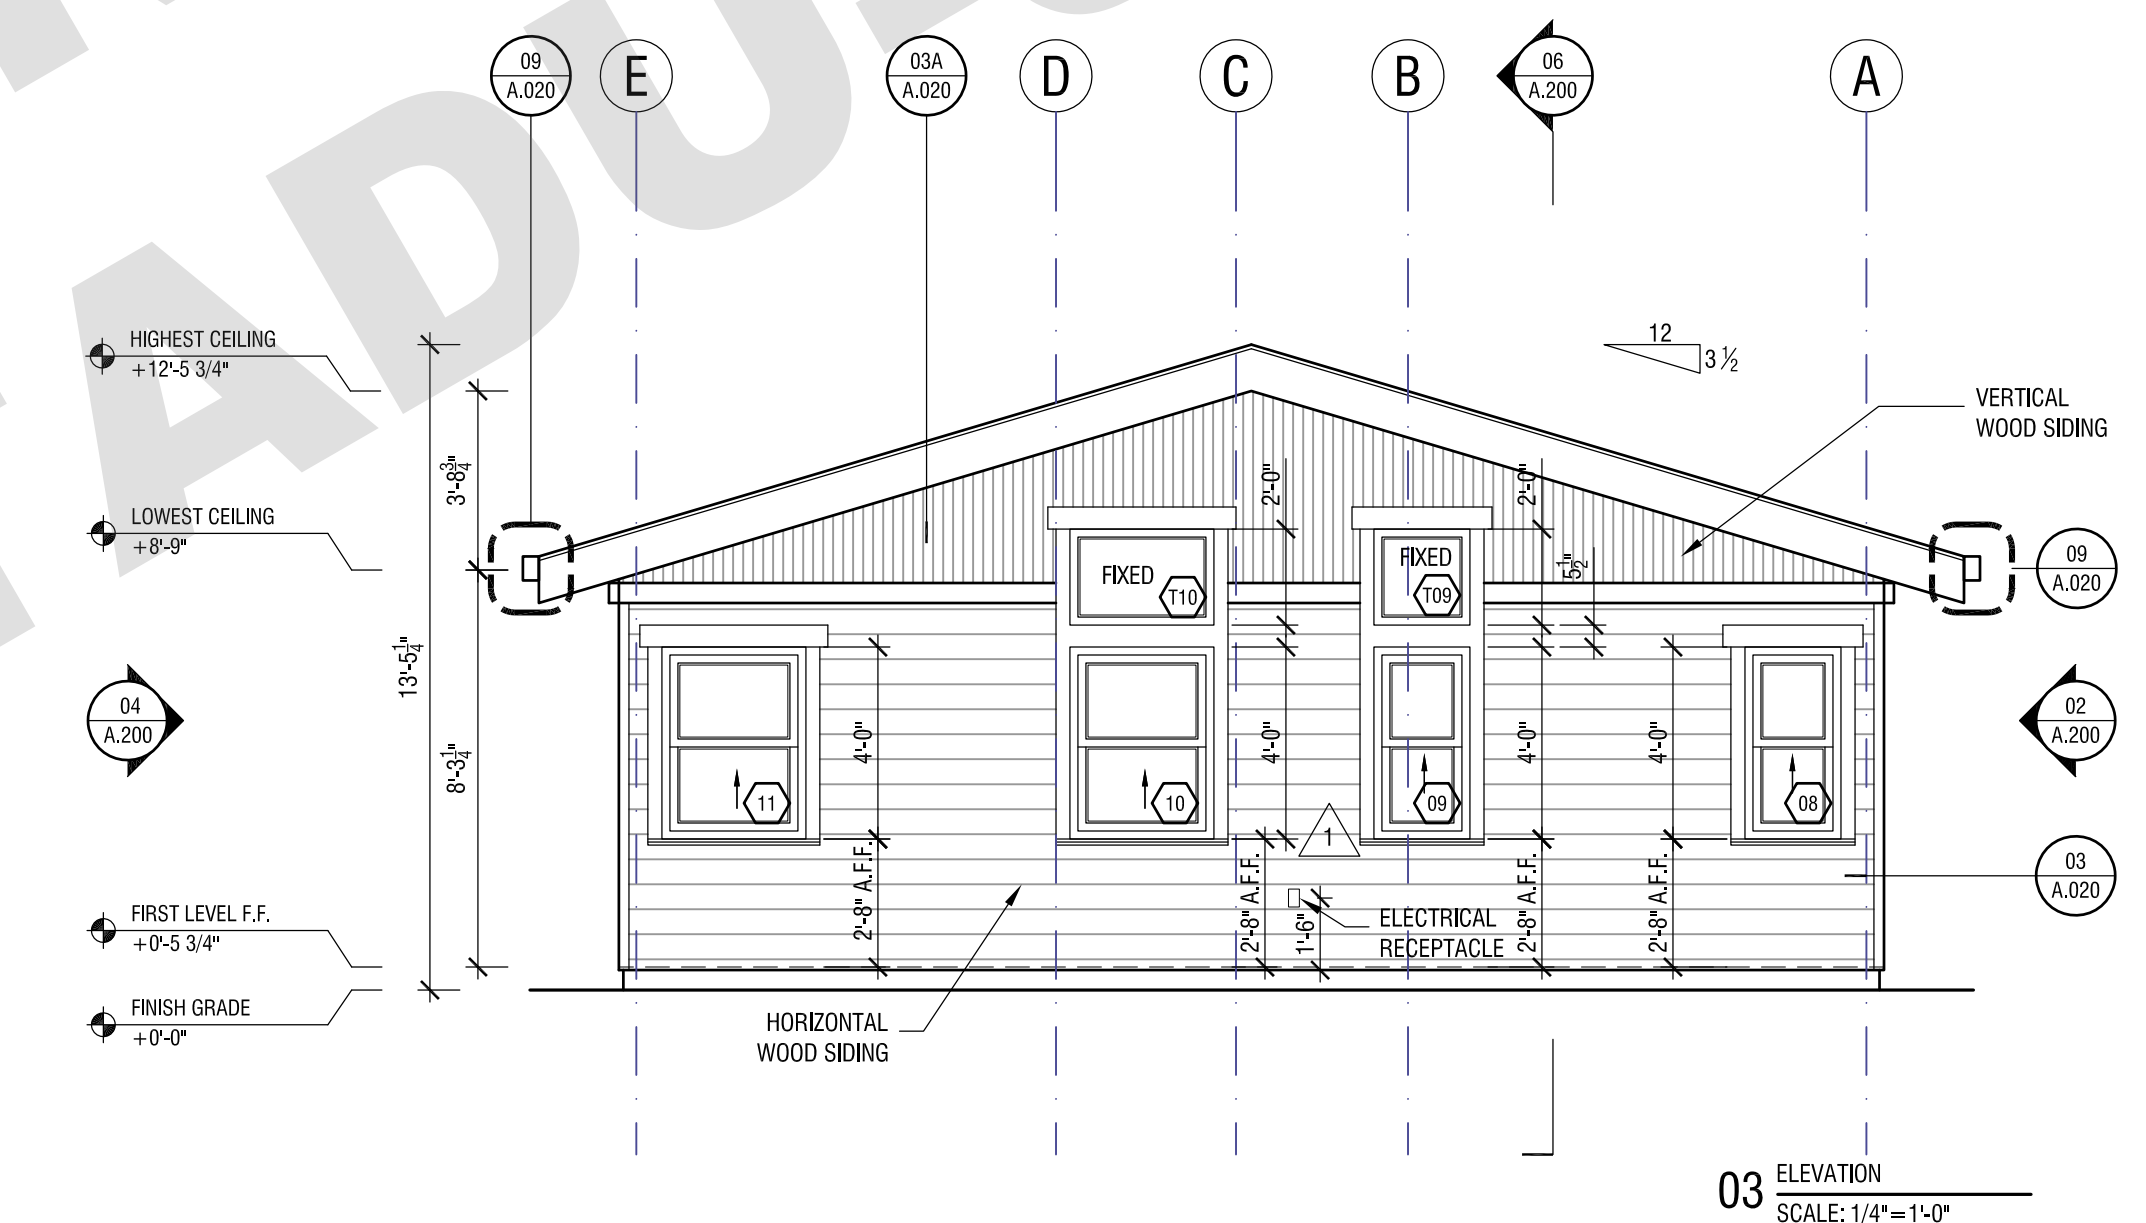 09
A.020
E
03A
A.020
D
C
B
06
A.200
A
HIGHEST CEILING
+12'-5 3/4"
12
3 ½
VERTICAL
WOOD SIDING
3'-8¾"
2'-0"
2'-0"
LOWEST CEILING
+8'-9"
FIXED
T10
FIXED
T09
5½"
09
A.020
13'-5¼"
04
A.200
8'-3¼"
4'-0"
4'-0"
4'-0"
4'-0"
02
A.200
11
10
09
08
1
2'-8" A.F.F.
2'-8" A.F.F.
2'-8" A.F.F.
2'-8" A.F.F.
03
A.020
FIRST LEVEL F.F.
+0'-5 3/4"
1'-6"
ELECTRICAL
RECEPTACLE
FINISH GRADE
+0'-0"
HORIZONTAL
WOOD SIDING
03
ELEVATION
SCALE: 1/4"=1'-0"